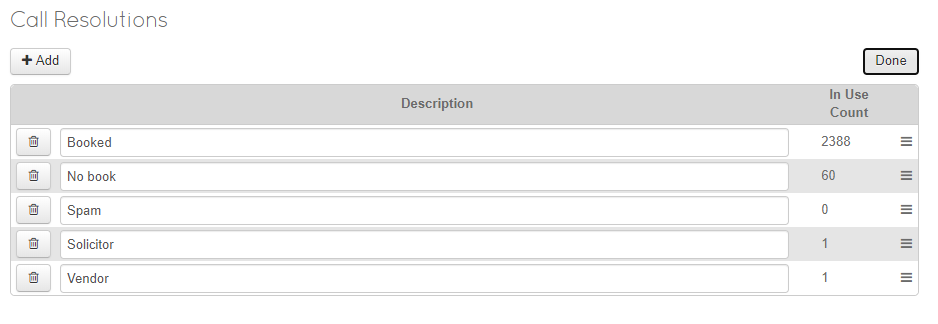 Call Resolutions
Add
Done
Description
In Use
Count
Booked
2388
No book
60
Spam
0
Solicitor
1
Vendor
1